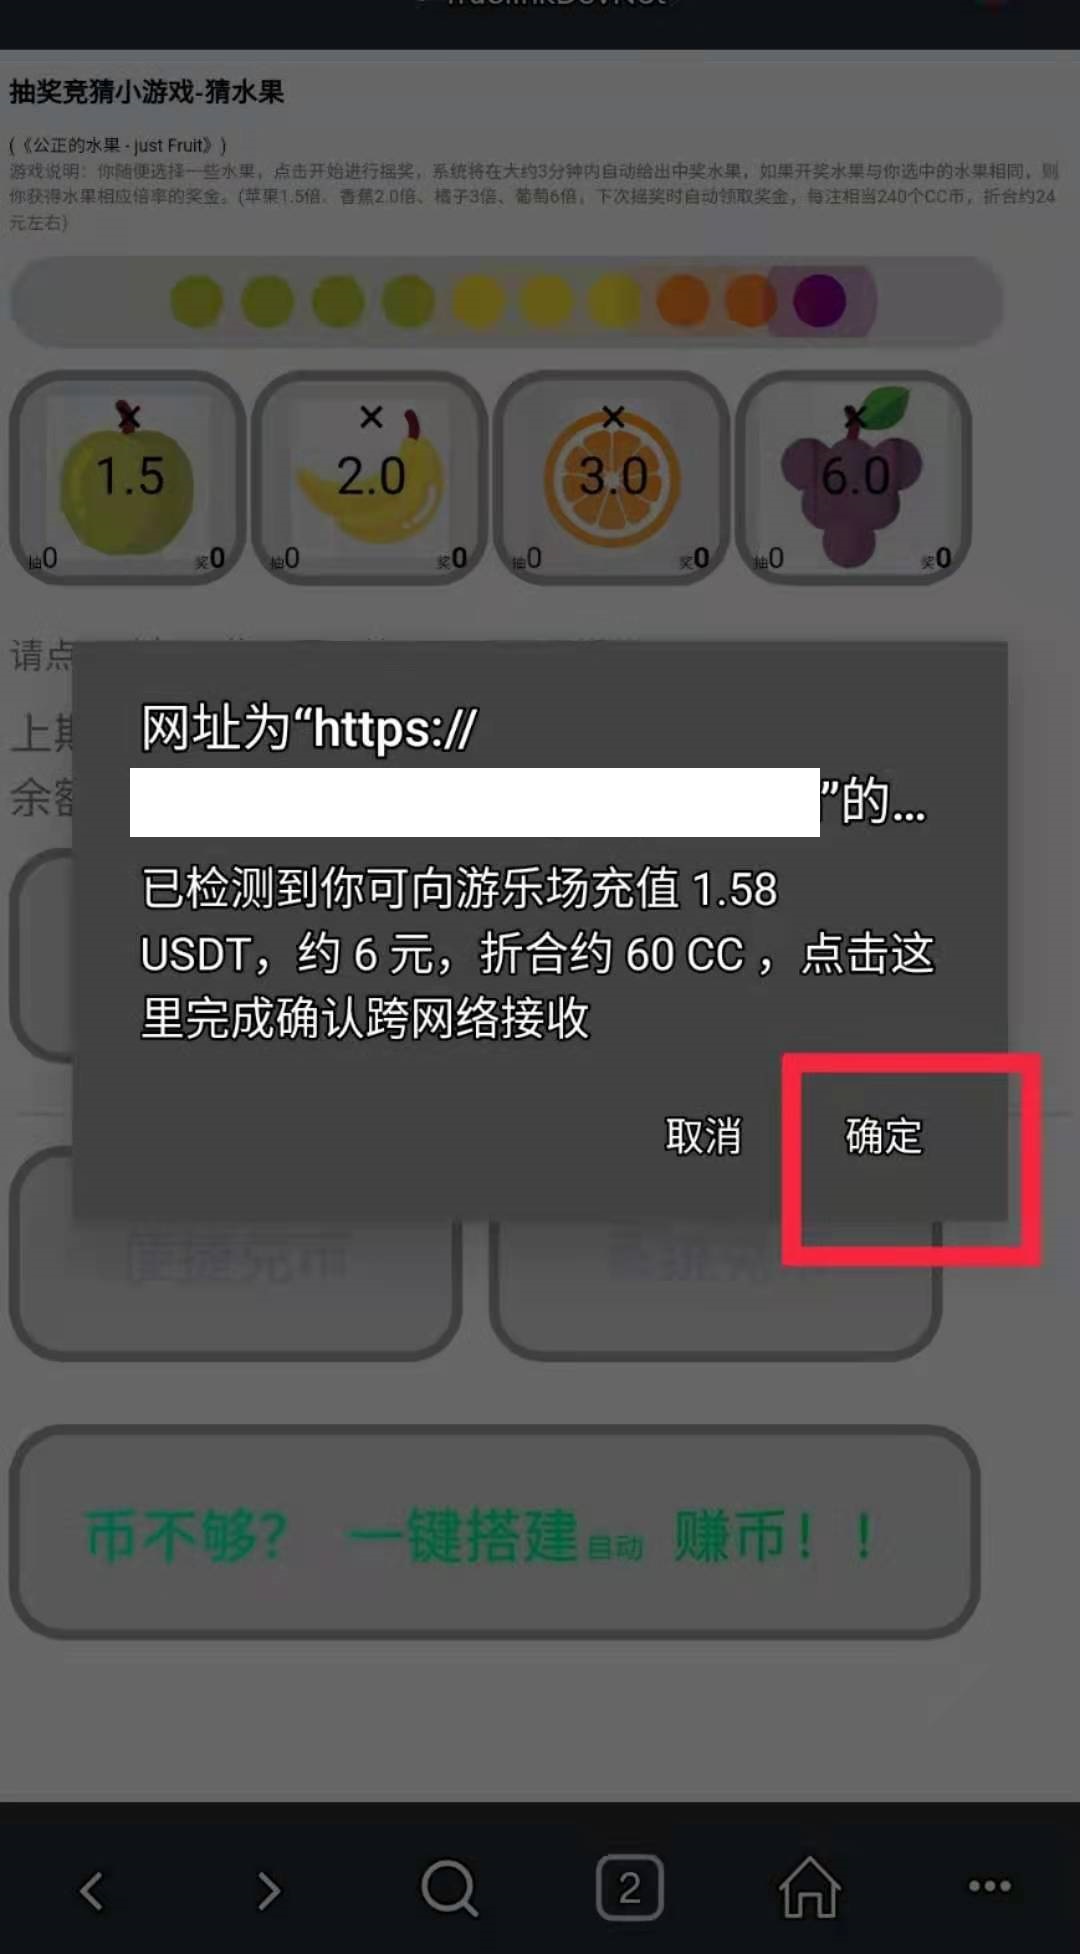 抽奖竞猜小游戏-猜水果
(《公正的水果 - just Fruit》)
游戏说明：你随便选择一些水果，点击开始进行摇奖，系统将在大约3分钟内自动给出中奖水果，如果开奖水果与你选中的水果相同，则
你获得水果相应倍率的奖金。(苹果1.5倍、香蕉2.0倍、橘子3倍、葡萄6倍，下次摇奖时自动领取奖金，每注相当240个CC币，折合约24
元左右)
× × × ×
1.5 2.0 3.0 6.0
抽0 奖0 抽0 奖0 抽0 奖0 抽0 奖0
请点
上期
余额
网址为“https://
”的...
已检测到你可向游乐场充值 1.58
USDT，约 6 元，折合约 60 CC ，点击这
里完成确认跨网络接收
取消 确定
便捷充币
币不够？ 一键搭建自动 赚币！！
2